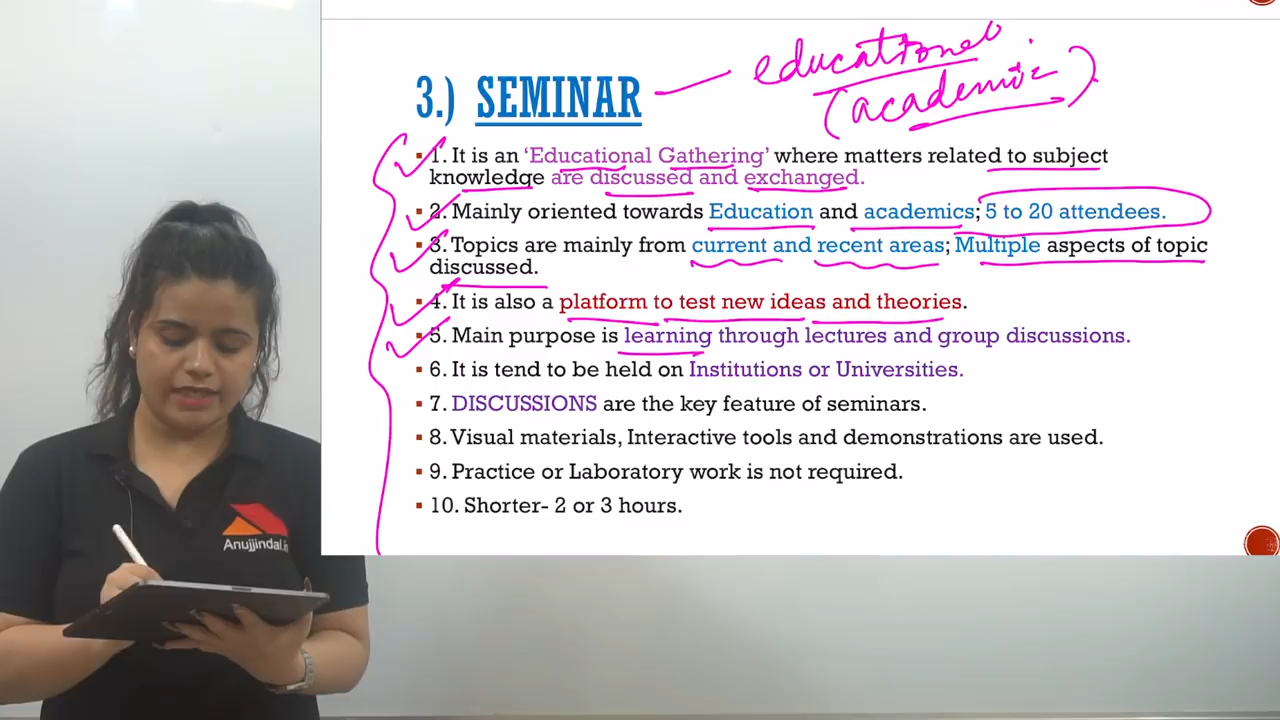 3.) SEMINAR
educational
(academic)
1. It is an ‘Educational Gathering’ where matters related to subject
knowledge are discussed and exchanged.
2. Mainly oriented towards Education and academics; 5 to 20 attendees.
3. Topics are mainly from current and recent areas; Multiple aspects of topic
discussed.
4. It is also a platform to test new ideas and theories.
5. Main purpose is learning through lectures and group discussions.
6. It is tend to be held on Institutions or Universities.
7. DISCUSSIONS are the key feature of seminars.
8. Visual materials, Interactive tools and demonstrations are used.
9. Practice or Laboratory work is not required.
10. Shorter- 2 or 3 hours.
Anujjindal.in